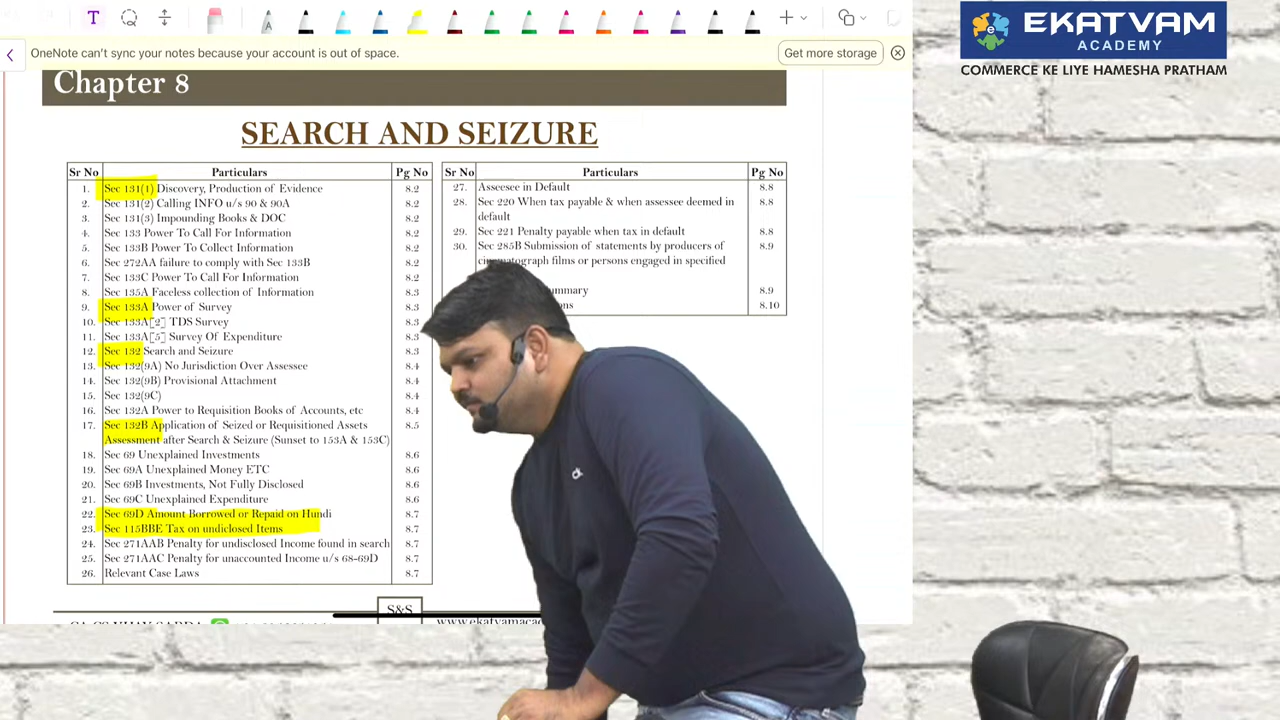 EKATVAM
ACADEMY
COMMERCE KE LIYE HAMESHA PRATHAM
OneNote can't sync your notes because your account is out of space.
Get more storage
Chapter 8
SEARCH AND SEIZURE
Sr No Particulars Pg No
1. Sec 131(1) Discovery, Production of Evidence 8.2
2. Sec 131(2) Calling INFO u/s 90 & 90A 8.2
3. Sec 131(3) Impounding Books & DOC 8.2
4. Sec 133 Power To Call For Information 8.2
5. Sec 133B Power To Collect Information 8.2
6. Sec 272AA failure to comply with Sec 133B 8.2
7. Sec 133C Power To Call For Information 8.2
8. Sec 135A Faceless collection of Information 8.3
9. Sec 133A Power of Survey 8.3
10. Sec 133A[2] TDS Survey 8.3
11. Sec 133A[5] Survey Of Expenditure 8.3
12. Sec 132 Search and Seizure 8.3
13. Sec 132(9A) No Jurisdiction Over Assessee 8.4
14. Sec 132(9B) Provisional Attachment 8.4
15. Sec 132(9C) 8.4
16. Sec 132A Power to Requisition Books of Accounts, etc 8.4
17. Sec 132B Application of Seized or Requisitioned Assets 8.5
Assessment after Search & Seizure (Sunset to 153A & 153C)
18. Sec 69 Unexplained Investments 8.6
19. Sec 69A Unexplained Money ETC 8.6
20. Sec 69B Investments, Not Fully Disclosed 8.6
21. Sec 69C Unexplained Expenditure 8.6
22. Sec 69D Amount Borrowed or Repaid on Hundi 8.7
23. Sec 115BBE Tax on undiclosed Items 8.7
24. Sec 271AAB Penalty for undisclosed Income found in search 8.7
25. Sec 271AAC Penalty for unaccounted Income u/s 68-69D 8.7
26. Relevant Case Laws 8.7
Sr No Particulars Pg No
27. Asseesee in Default 8.8
28. Sec 220 When tax payable & when assessee deemed in 8.8
default
29. Sec 221 Penalty payable when tax in default 8.8
30. Sec 285B Submission of statements by producers of 8.9
cinematograph films or persons engaged in specified
8.9
8.10
S&S